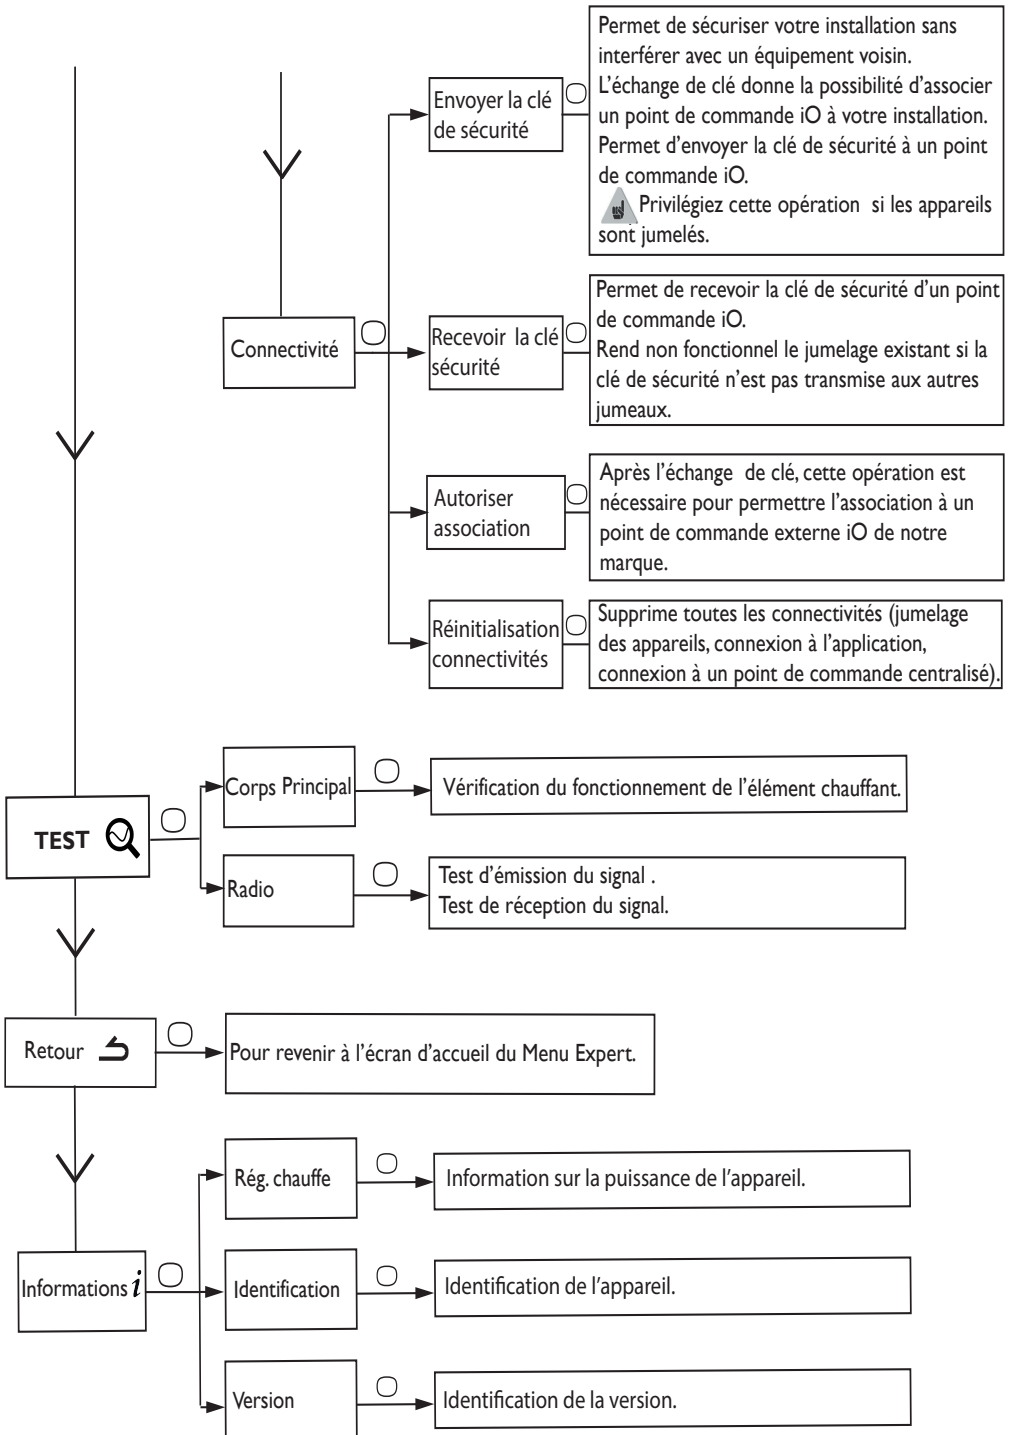 Permet de sécuriser votre installation sans
interférer avec un équipement voisin.
L'échange de clé donne la possibilité d'associer
un point de commande iO à votre installation.
Permet d'envoyer la clé de sécurité à un point
de commande iO.
Privilégiez cette opération si les appareils
sont jumelés.
Envoyer la clé
de sécurité
Connectivité
Recevoir la clé
sécurité
Permet de recevoir la clé de sécurité d'un point
de commande iO.
Rend non fonctionnel le jumelage existant si la
clé de sécurité n'est pas transmise aux autres
jumeaux.
Autoriser
association
Après l'échange de clé, cette opération est
nécessaire pour permettre l'association à un
point de commande externe iO de notre
marque.
Réinitialisation
connectivités
Supprime toutes les connectivités (jumelage
des appareils, connexion à l'application,
connexion à un point de commande centralisé).
TEST
Corps Principal
Vérification du fonctionnement de l'élément chauffant.
Radio
Test d'émission du signal .
Test de réception du signal.
Retour
Pour revenir à l'écran d'accueil du Menu Expert.
Informations i
Rég. chauffe
Information sur la puissance de l'appareil.
Identification
Identification de l'appareil.
Version
Identification de la version.